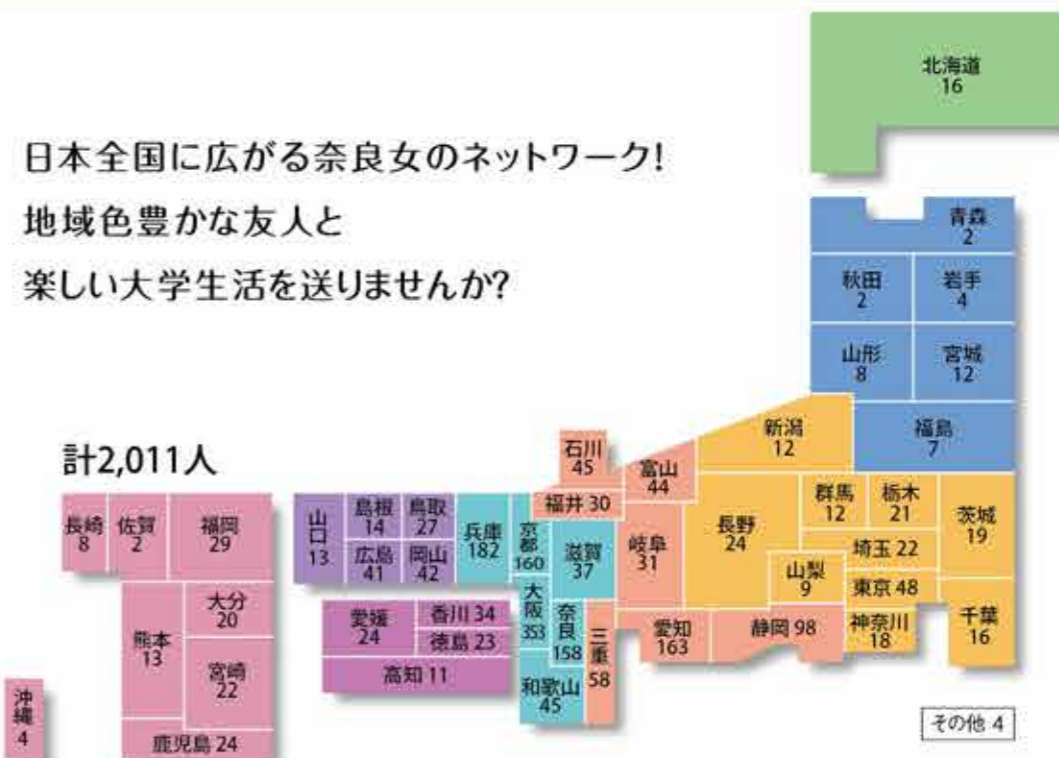 北海道
16
日本全国に広がる奈良女のネットワーク!
地域色豊かな友人と
楽しい大学生活を送りませんか?
青森
2
秋田
2
岩手
4
山形
8
宮城
12
福島
7
新潟
12
計2,011人
石川
45
富山
44
福井 30
長崎
8
佐賀
2
福岡
29
山口
13
島根
14
鳥取
27
広島
41
岡山
42
兵庫
182
京都
160
滋賀
37
岐阜
31
長野
24
群馬
12
栃木
21
茨城
19
埼玉 22
山梨
9
東京 48
神奈川
18
千葉
16
大分
20
熊本
13
宮崎
22
鹿児島 24
沖縄
4
愛媛
24
香川 34
徳島 23
高知 11
大阪
353
奈良
158
三重
58
和歌山
45
愛知
163
静岡 98
その他 4